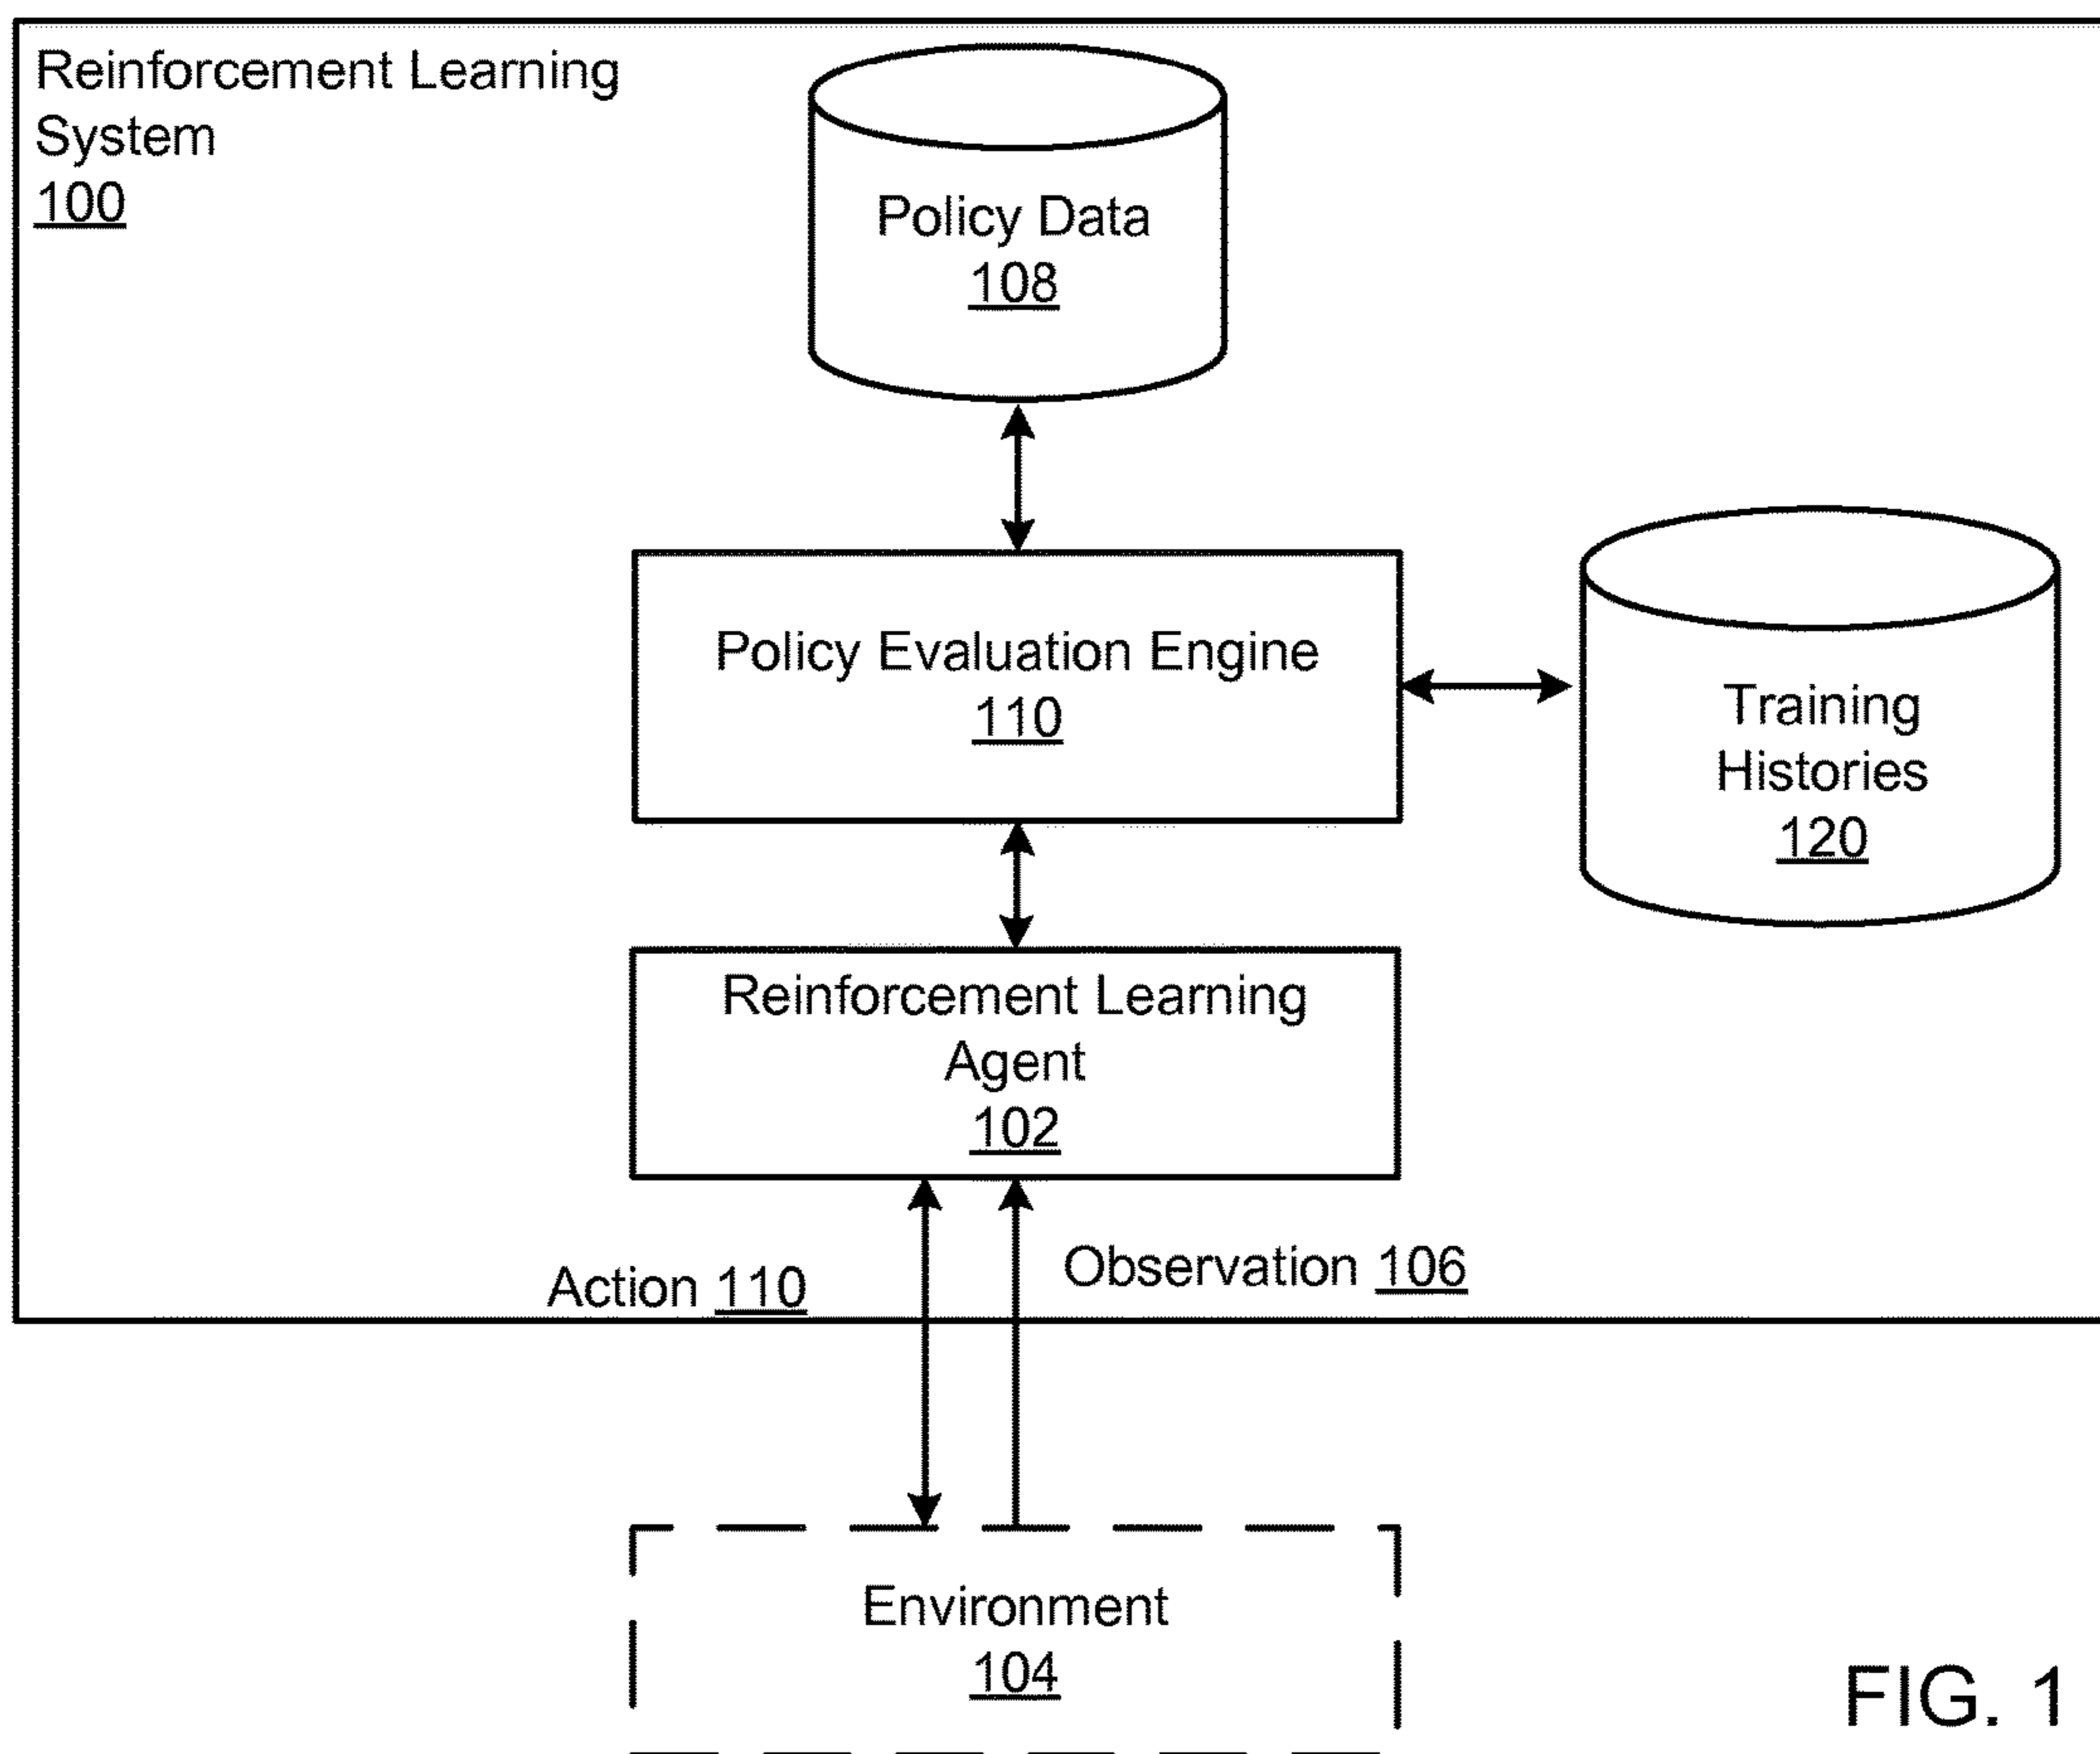 Reinforcement Learning
System
100
Policy Data
108
Policy Evaluation Engine
110
Training
Histories
120
Reinforcement Learning
Agent
102
Action 110
Observation 106
Environment
104
FIG. 1